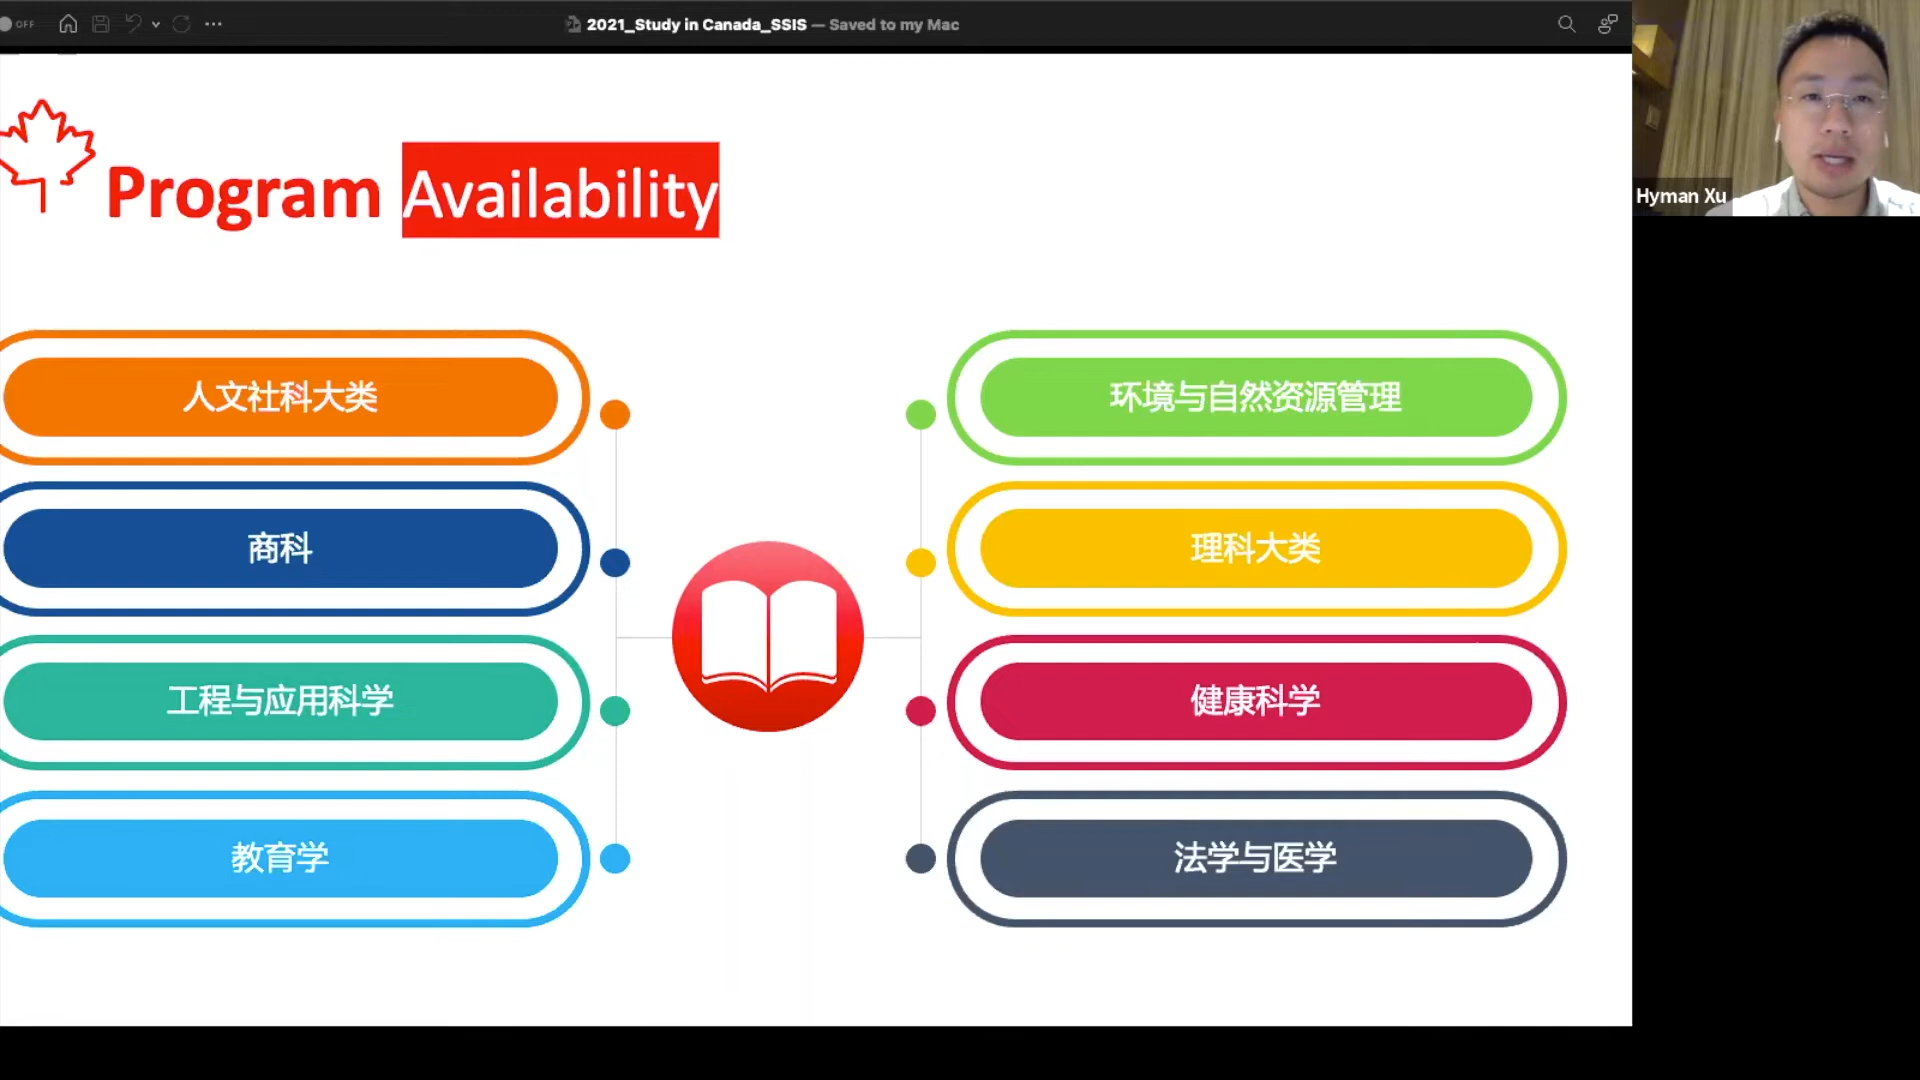 OFF
2021_Study in Canada_SSIS — Saved to my Mac
Hyman Xu
Program Availability
人文社科大类
商科
工程与应用科学
教育学
环境与自然资源管理
理科大类
健康科学
法学与医学